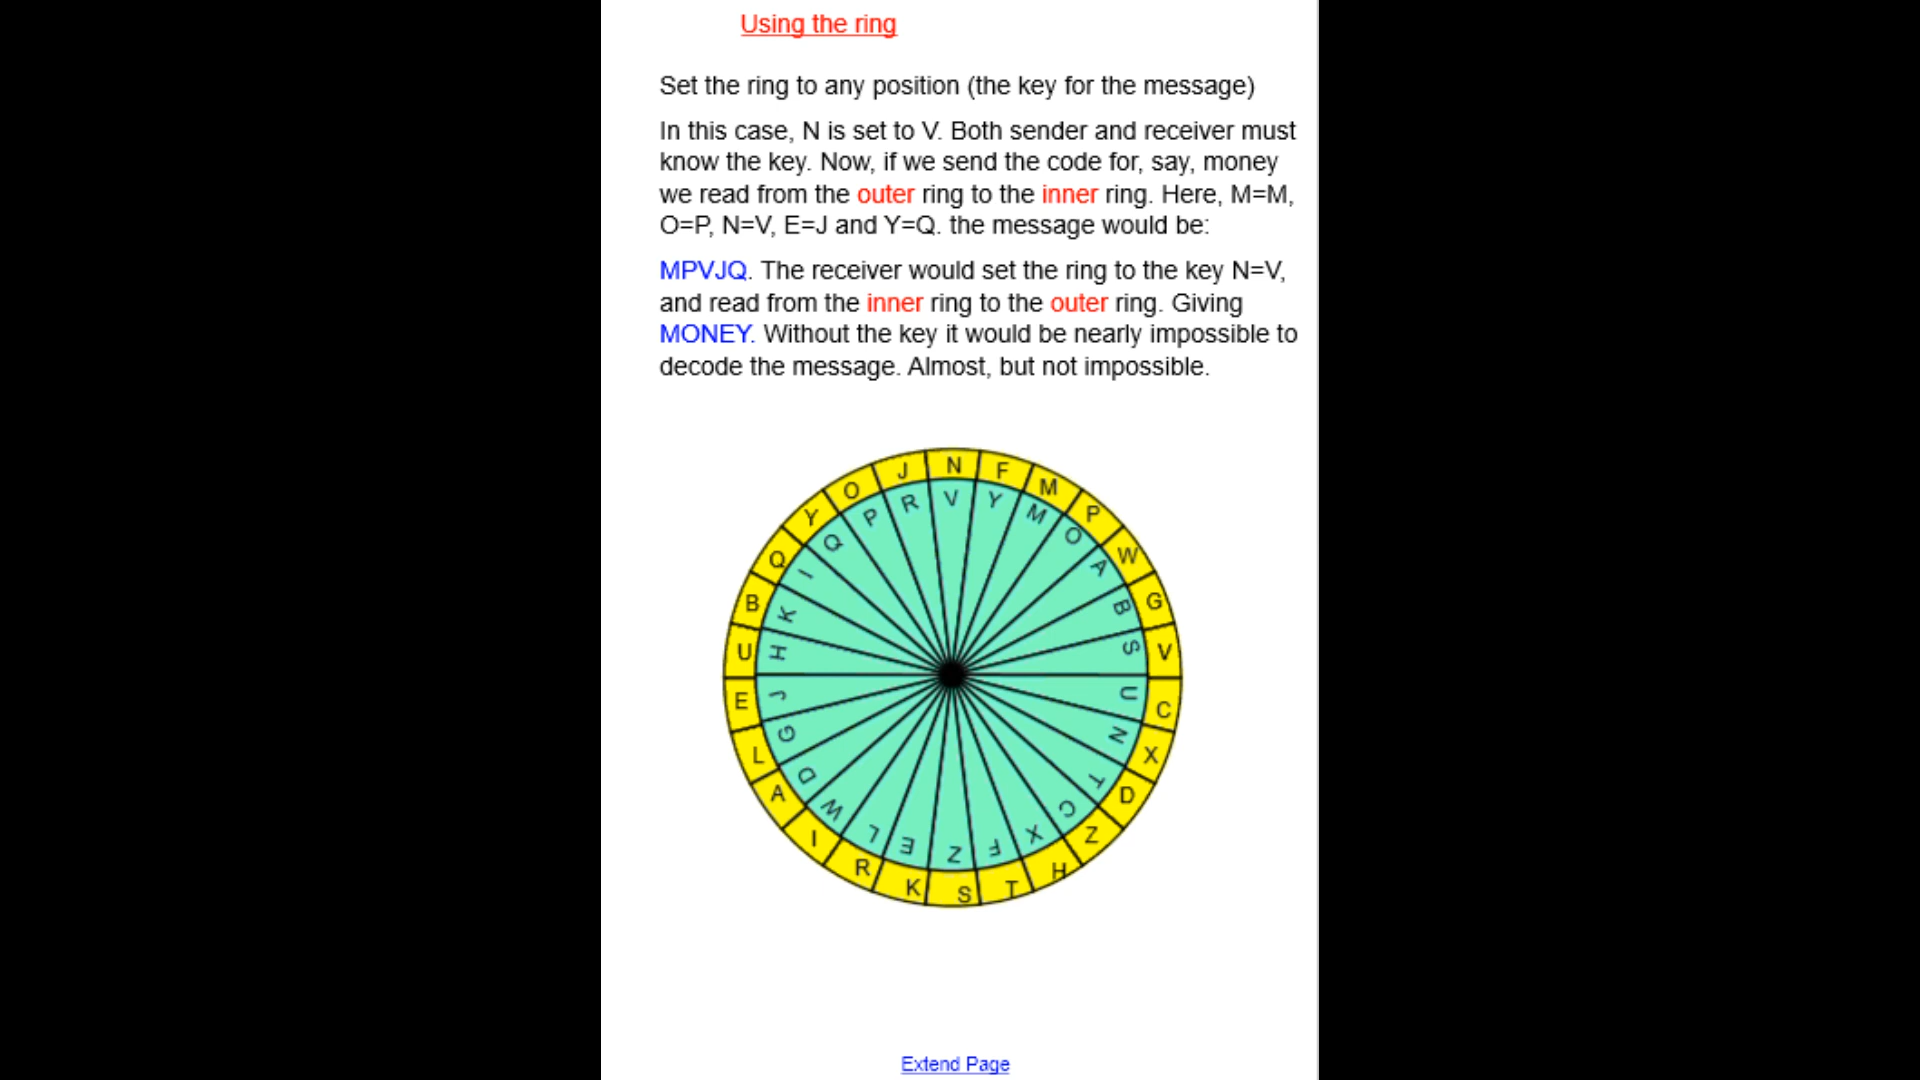 Using the ring
Set the ring to any position (the key for the message)
In this case, N is set to V. Both sender and receiver must
know the key. Now, if we send the code for, say, money
we read from the outer ring to the inner ring. Here, M=M,
O=P, N=V, E=J and Y=Q. the message would be:
MPVJQ. The receiver would set the ring to the key N=V,
and read from the inner ring to the outer ring. Giving
MONEY. Without the key it would be nearly impossible to
decode the message. Almost, but not impossible.
N F M P W G V C X D Z H T S K R I A L E U B Q Y O J
V Y M O A B S U N T C X F Z E L W D G J H K I Q P R
Extend Page